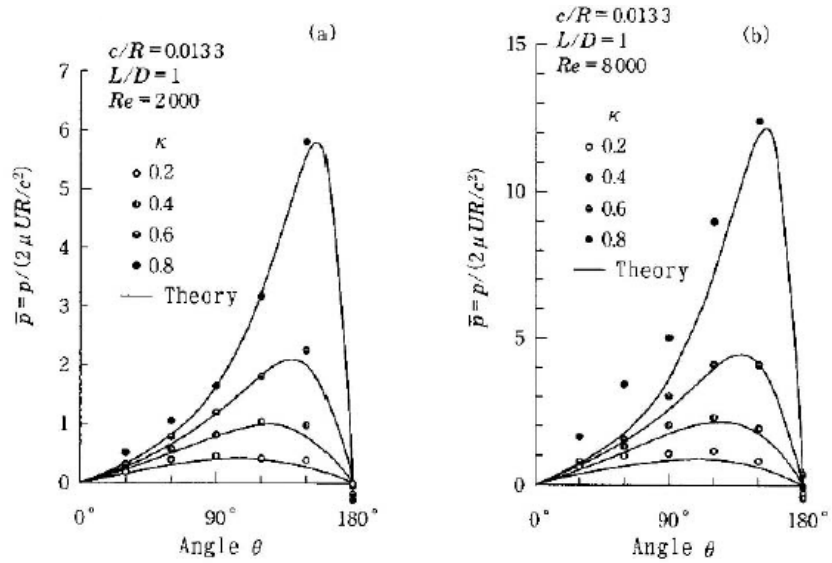 (a)
c/R=0.0133
L/D=1
Re=2000
κ
0.2
0.4
0.6
0.8
Theory
p̅=p/(2μUR/c²)
7
6
5
4
3
2
1
0
0° 90° 180°
Angle θ
(b)
c/R=0.0133
L/D=1
Re=8000
κ
0.2
0.4
0.6
0.8
Theory
p̅=p/(2μUR/c²)
15
10
5
0
0° 90° 180°
Angle θ